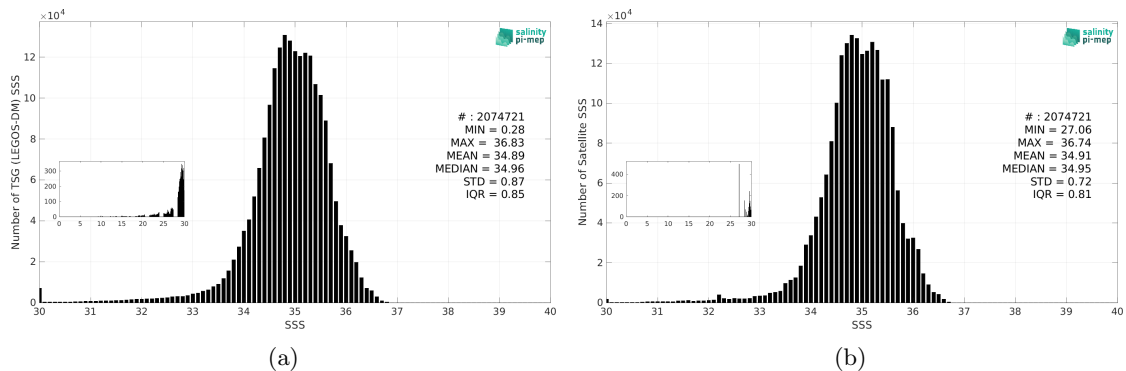 ×10⁴
12
10
8
6
4
2
0
Number of TSG (LEGOS-DM) SSS
salinity
pi-mep
# : 2074721
MIN = 0.28
MAX = 36.83
MEAN = 34.89
MEDIAN = 34.96
STD = 0.87
IQR = 0.85
300
200
100
0
0 5 10 15 20 25 30
30 31 32 33 34 35 36 37 38 39 40
SSS
(a)
×10⁴
14
12
10
8
6
4
2
0
Number of Satellite SSS
salinity
pi-mep
# : 2074721
MIN = 27.06
MAX = 36.74
MEAN = 34.91
MEDIAN = 34.95
STD = 0.72
IQR = 0.81
400
200
0
0 5 10 15 20 25 30
30 31 32 33 34 35 36 37 38 39 40
SSS
(b)